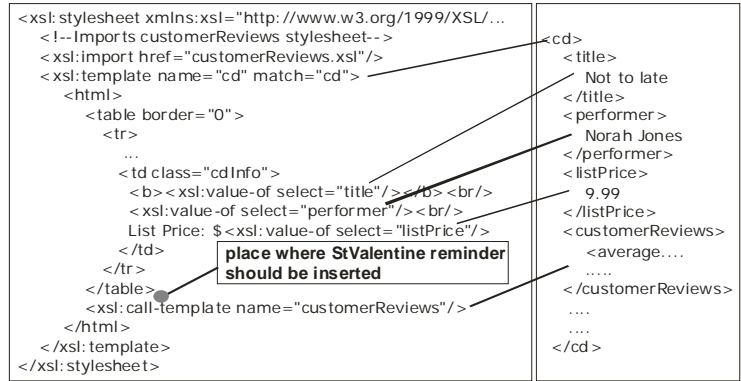 <xsl:stylesheet xmlns:xsl="http://www.w3.org/1999/XSL/...
<!--Imports customerReviews stylesheet-->
<xsl:import href="customerReviews.xsl"/>
<xsl:template name="cd" match="cd">
<html>
<table border="0">
<tr>
...
<td class="cdInfo">
<b><xsl:value-of select="title"/></b><br/>
<xsl:value-of select="performer"/><br/>
List Price: $<xsl:value-of select="listPrice"/>
</td>
</tr>
</table>
<xsl:call-template name="customerReviews"/>
</html>
</xsl:template>
</xsl:stylesheet>
place where StValentine reminder
should be inserted
<cd>
<title>
Not to late
</title>
<performer>
Norah Jones
</performer>
<listPrice>
9.99
</listPrice>
<customerReviews>
<average....
.....
</customerReviews>
....
....
</cd>